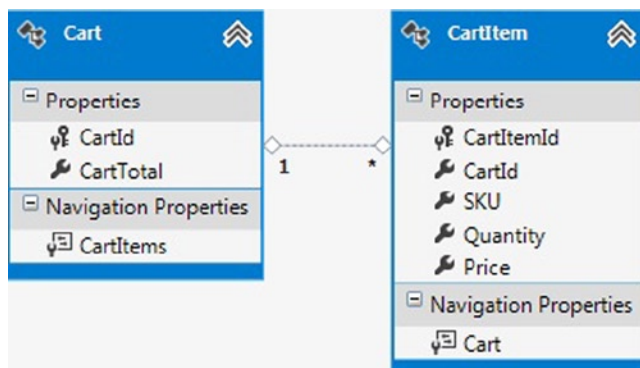 Cart
Properties
CartId
CartTotal
Navigation Properties
CartItems
1
*
CartItem
Properties
CartItemId
CartId
SKU
Quantity
Price
Navigation Properties
Cart